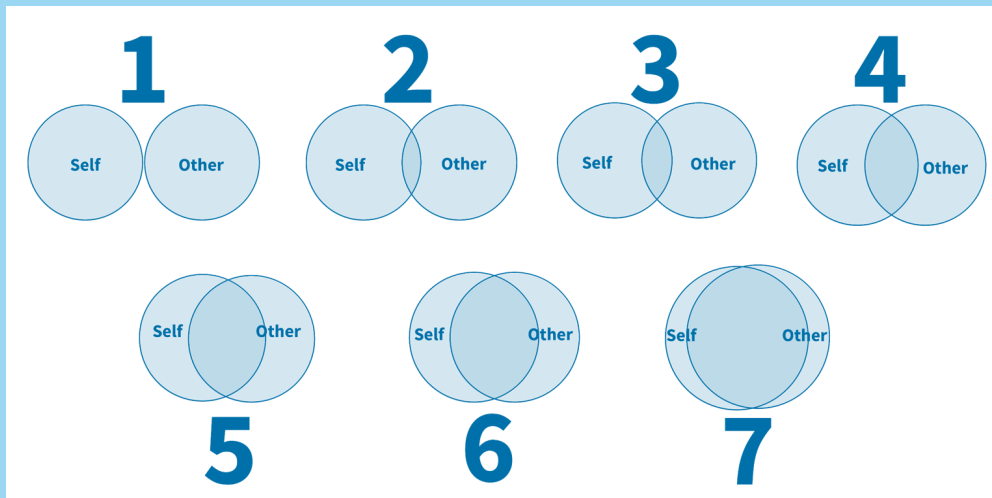 1 2 3 4
Self Other Self Other Self Other Self Other
Self Other Self Other Self Other
5 6 7